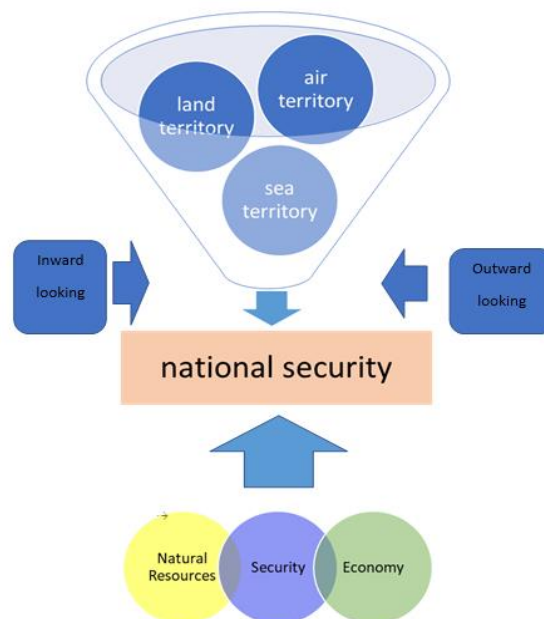 air
territory
land
territory
sea
territory
Inward
looking
Outward
looking
national security
Natural
Resources
Security
Economy